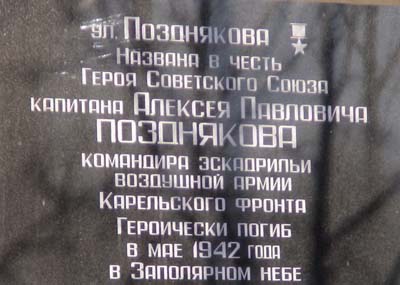 ул. Позднякова
Названа в честь
Героя Советского Союза
капитана Алексея Павловича
ПОЗДНЯКОВА
командира эскадрильи
воздушной армии
Карельского фронта
Героически погиб
в мае 1942 года
в Заполярном небе